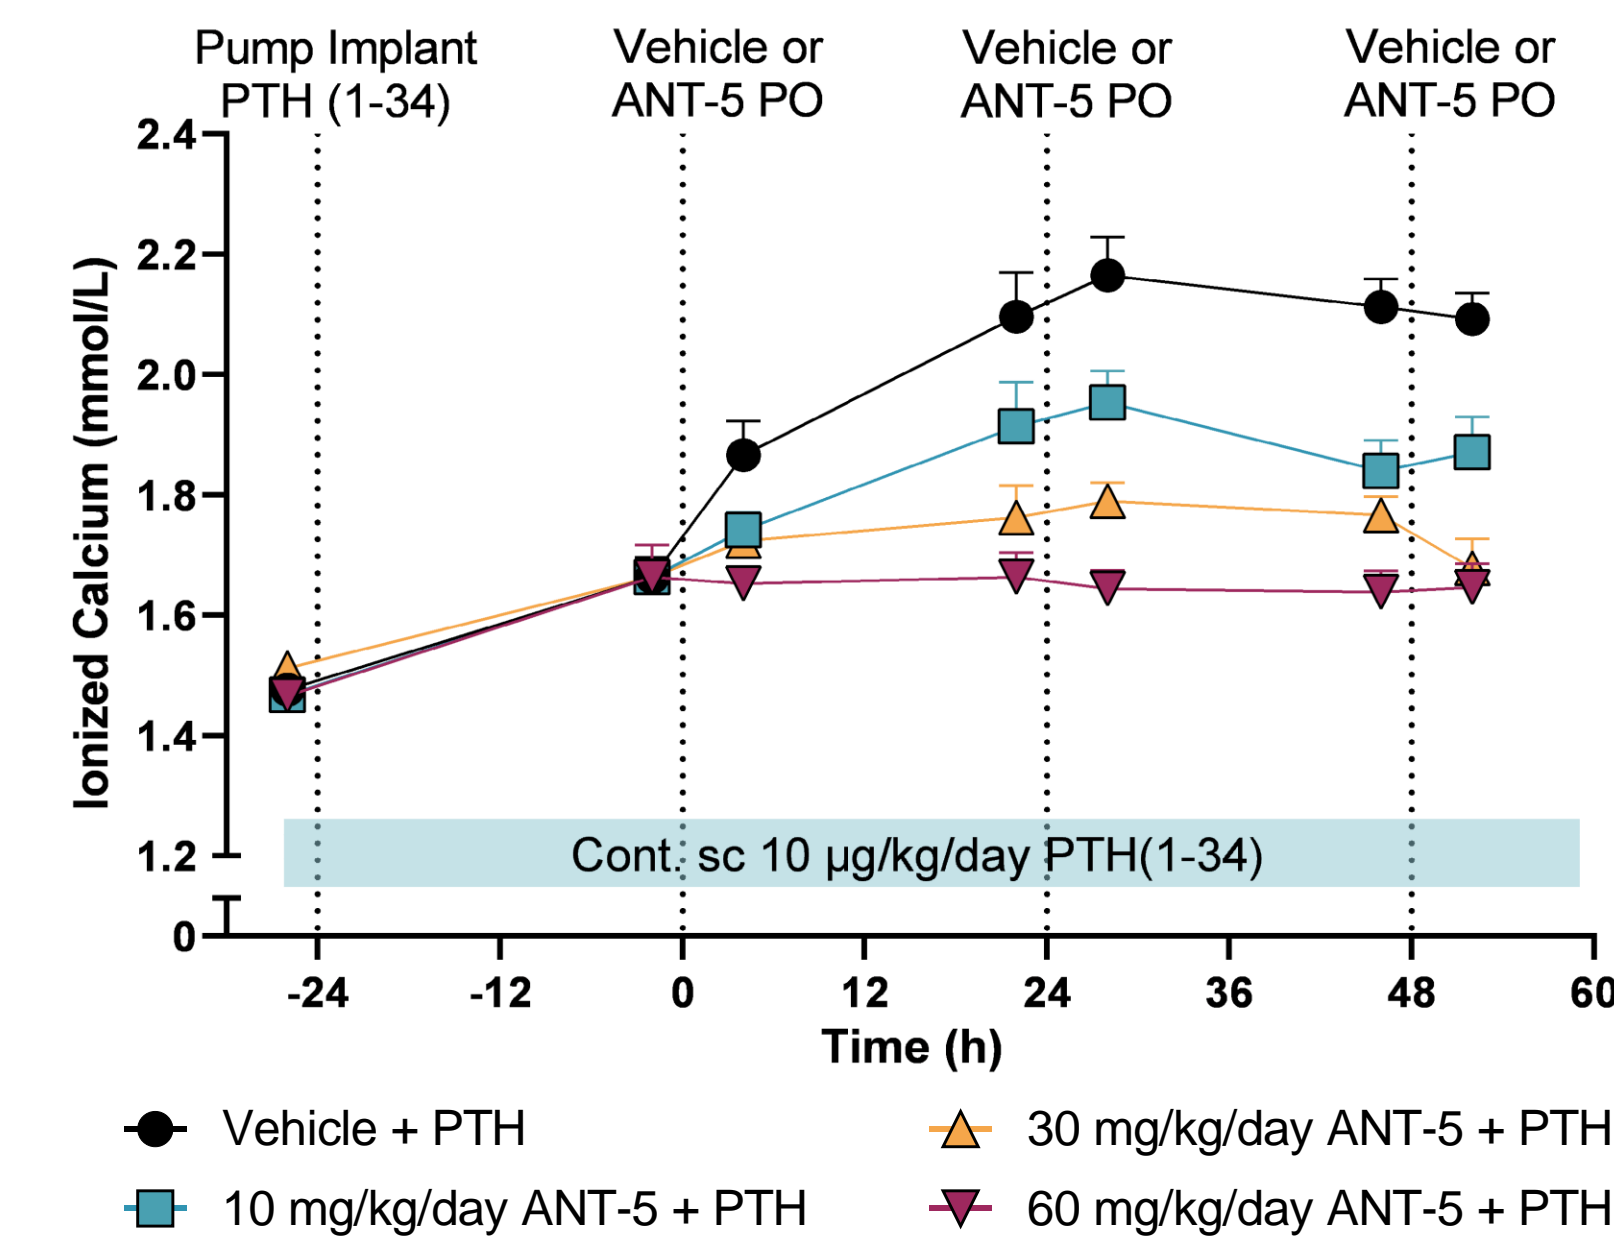 Pump Implant
PTH (1-34)
Vehicle or
ANT-5 PO
Vehicle or
ANT-5 PO
Vehicle or
ANT-5 PO
Ionized Calcium (mmol/L)
2.4
2.2
2.0
1.8
1.6
1.4
1.2
0
Cont. sc 10 µg/kg/day PTH(1-34)
-24
-12
0
12
24
36
48
60
Time (h)
Vehicle + PTH
10 mg/kg/day ANT-5 + PTH
30 mg/kg/day ANT-5 + PTH
60 mg/kg/day ANT-5 + PTH